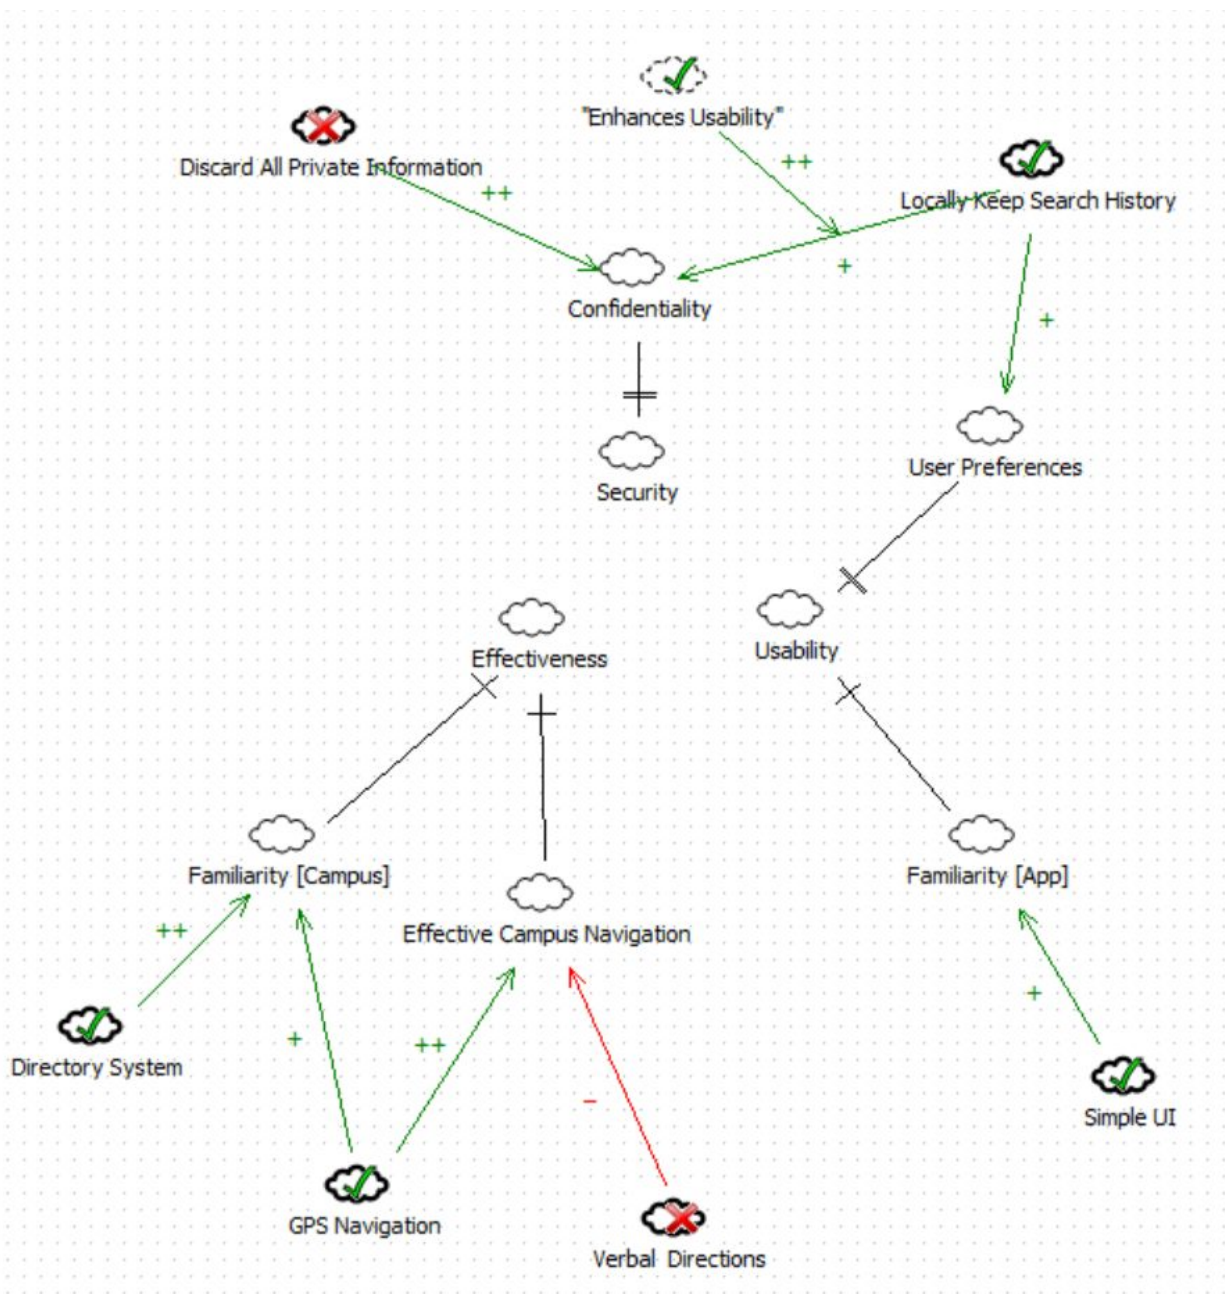 "Enhances Usability"
Discard All Private Information
++
++
Locally Keep Search History
+
Confidentiality
+
Security
User Preferences
Effectiveness
Usability
Familiarity [Campus]
Familiarity [App]
++
Effective Campus Navigation
+
++
+
Directory System
–
Simple UI
GPS Navigation
Verbal Directions